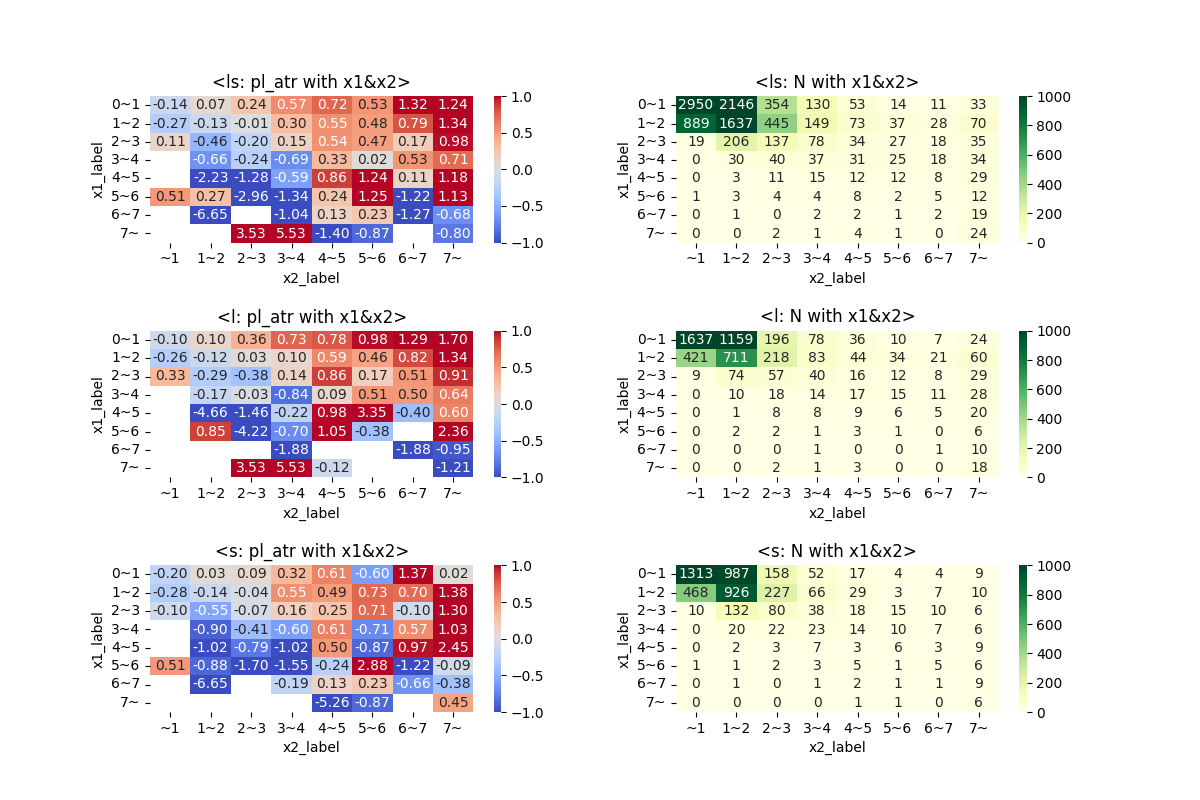 <ls: pl_atr with x1&x2>
x1_label
0~1 -0.14 0.07 0.24 0.57 0.72 0.53 1.32 1.24
1~2 -0.27 -0.13 -0.01 0.30 0.55 0.48 0.79 1.34
2~3 0.11 -0.46 -0.20 0.15 0.54 0.47 0.17 0.98
3~4 -0.66 -0.24 -0.69 0.33 0.02 0.53 0.71
4~5 -2.23 -1.28 -0.59 0.86 1.24 0.11 1.18
5~6 0.51 0.27 -2.96 -1.34 0.24 1.25 -1.22 1.13
6~7 -6.65 -1.04 0.13 0.23 -1.27 -0.68
7~ 3.53 5.53 -1.40 -0.87 -0.80
~1 1~2 2~3 3~4 4~5 5~6 6~7 7~
x2_label
1.0
0.5
0.0
−0.5
−1.0
<ls: N with x1&x2>
x1_label
0~1 2950 2146 354 130 53 14 11 33
1~2 889 1637 445 149 73 37 28 70
2~3 19 206 137 78 34 27 18 35
3~4 0 30 40 37 31 25 18 34
4~5 0 3 11 15 12 12 8 29
5~6 1 3 4 4 8 2 5 12
6~7 0 1 0 2 2 1 2 19
7~ 0 0 2 1 4 1 0 24
~1 1~2 2~3 3~4 4~5 5~6 6~7 7~
x2_label
1000
800
600
400
200
0
<l: pl_atr with x1&x2>
x1_label
0~1 -0.10 0.10 0.36 0.73 0.78 0.98 1.29 1.70
1~2 -0.26 -0.12 0.03 0.10 0.59 0.46 0.82 1.34
2~3 0.33 -0.29 -0.38 0.14 0.86 0.17 0.51 0.91
3~4 -0.17 -0.03 -0.84 0.09 0.51 0.50 0.64
4~5 -4.66 -1.46 -0.22 0.98 3.35 -0.40 0.60
5~6 0.85 -4.22 -0.70 1.05 -0.38 2.36
6~7 -1.88 -1.88 -0.95
7~ 3.53 5.53 -0.12 -1.21
~1 1~2 2~3 3~4 4~5 5~6 6~7 7~
x2_label
1.0
0.5
0.0
−0.5
−1.0
<l: N with x1&x2>
x1_label
0~1 1637 1159 196 78 36 10 7 24
1~2 421 711 218 83 44 34 21 60
2~3 9 74 57 40 16 12 8 29
3~4 0 10 18 14 17 15 11 28
4~5 0 1 8 8 9 6 5 20
5~6 0 2 2 1 3 1 0 6
6~7 0 0 0 1 0 0 1 10
7~ 0 0 2 1 3 0 0 18
~1 1~2 2~3 3~4 4~5 5~6 6~7 7~
x2_label
1000
800
600
400
200
0
<s: pl_atr with x1&x2>
x1_label
0~1 -0.20 0.03 0.09 0.32 0.61 -0.60 1.37 0.02
1~2 -0.28 -0.14 -0.04 0.55 0.49 0.73 0.70 1.38
2~3 -0.10 -0.55 -0.07 0.16 0.25 0.71 -0.10 1.30
3~4 -0.90 -0.41 -0.60 0.61 -0.71 0.57 1.03
4~5 -1.02 -0.79 -1.02 0.50 -0.87 0.97 2.45
5~6 0.51 -0.88 -1.70 -1.55 -0.24 2.88 -1.22 -0.09
6~7 -6.65 -0.19 0.13 0.23 -0.66 -0.38
7~ -5.26 -0.87 0.45
~1 1~2 2~3 3~4 4~5 5~6 6~7 7~
x2_label
1.0
0.5
0.0
−0.5
−1.0
<s: N with x1&x2>
x1_label
0~1 1313 987 158 52 17 4 4 9
1~2 468 926 227 66 29 3 7 10
2~3 10 132 80 38 18 15 10 6
3~4 0 20 22 23 14 10 7 6
4~5 0 2 3 7 3 6 3 9
5~6 1 1 2 3 5 1 5 6
6~7 0 1 0 1 2 1 1 9
7~ 0 0 0 0 1 1 0 6
~1 1~2 2~3 3~4 4~5 5~6 6~7 7~
x2_label
1000
800
600
400
200
0